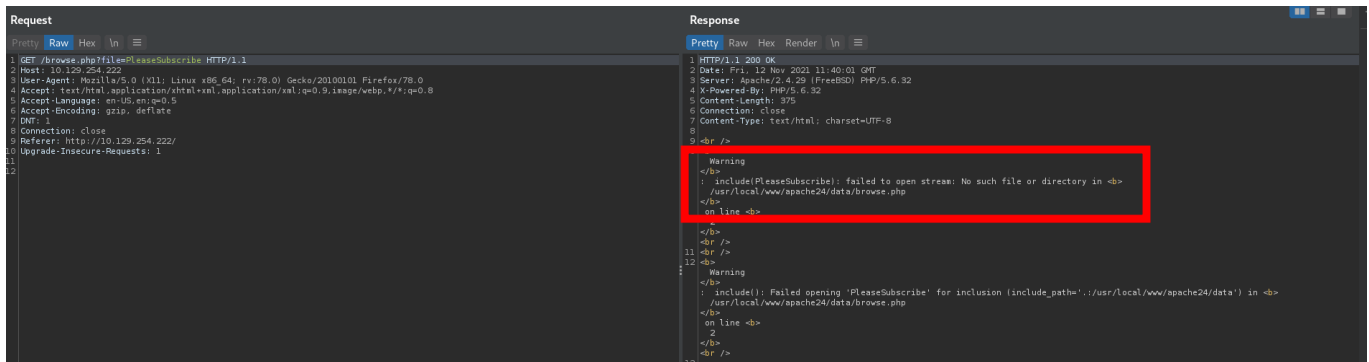 Request
Pretty Raw Hex \n
1 GET /browse.php?file=PleaseSubscribe HTTP/1.1
2 Host: 10.129.254.222
3 User-Agent: Mozilla/5.0 (X11; Linux x86_64; rv:78.0) Gecko/20100101 Firefox/78.0
4 Accept: text/html,application/xhtml+xml,application/xml;q=0.9,image/webp,*/*;q=0.8
5 Accept-Language: en-US,en;q=0.5
6 Accept-Encoding: gzip, deflate
7 DNT: 1
8 Connection: close
9 Referer: http://10.129.254.222/
10 Upgrade-Insecure-Requests: 1
11
12
Response
Pretty Raw Hex Render \n
1 HTTP/1.1 200 OK
2 Date: Fri, 12 Nov 2021 11:40:01 GMT
3 Server: Apache/2.4.29 (FreeBSD) PHP/5.6.32
4 X-Powered-By: PHP/5.6.32
5 Content-Length: 375
6 Connection: close
7 Content-Type: text/html; charset=UTF-8
8
9 <br />
Warning
</b>
: include(PleaseSubscribe): failed to open stream: No such file or directory in <b>
/usr/local/www/apache24/data/browse.php
</b>
on line <b>
2
</b>
<br />
11 <br />
12 <b>
Warning
</b>
: include(): Failed opening 'PleaseSubscribe' for inclusion (include_path='.:/usr/local/www/apache24/data') in <b>
/usr/local/www/apache24/data/browse.php
</b>
on line <b>
2
</b>
<br />